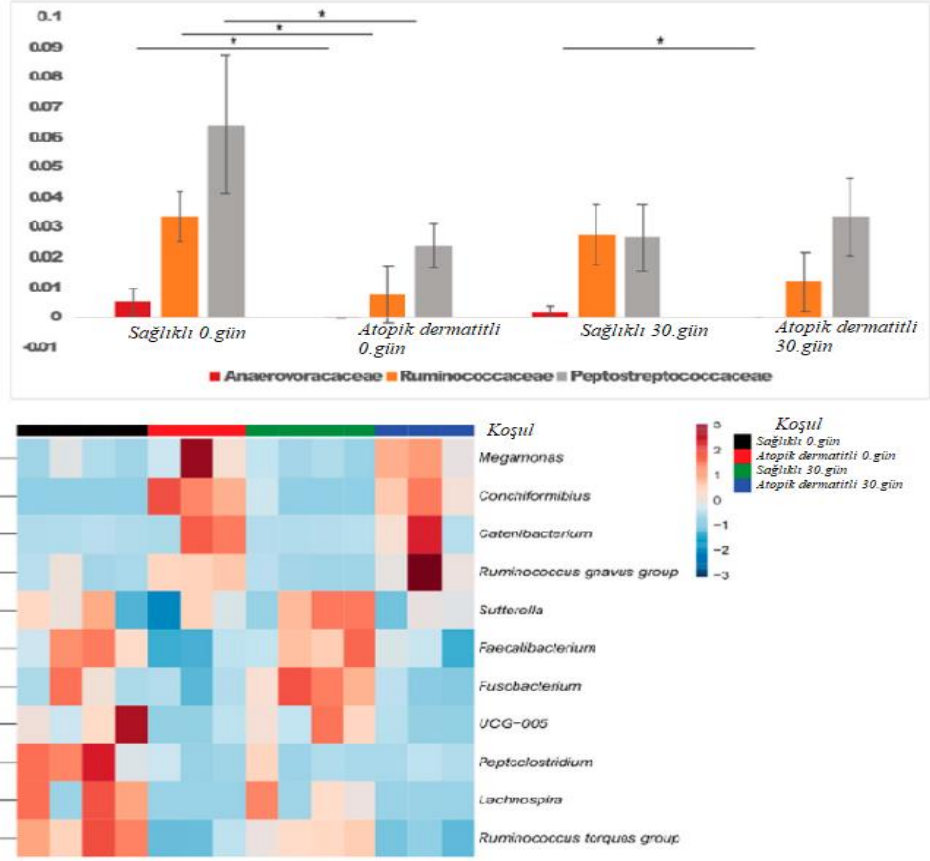 0.1
0.09
0.08
0.07
0.06
0.05
0.04
0.03
0.02
0.01
0
-0.01
*
*
*
*
Sağlıklı 0.gün
Atopik dermatitli
0.gün
Sağlıklı 30.gün
Atopik dermatitli
30.gün
Anaerovoracaceae Ruminococcaceae Peptostreptococcaceae
Koşul
Megamonas
Conchiformibius
Catenibacterium
Ruminococcus gnavus group
Sutterella
Faecalibacterium
Fusobacterium
UCG-005
Peptoclostridium
Lachnospira
Ruminococcus torques group
3
2
1
0
−1
−2
−3
Koşul
Sağlıklı 0.gün
Atopik dermatitli 0.gün
Sağlıklı 30.gün
Atopik dermatitli 30.gün